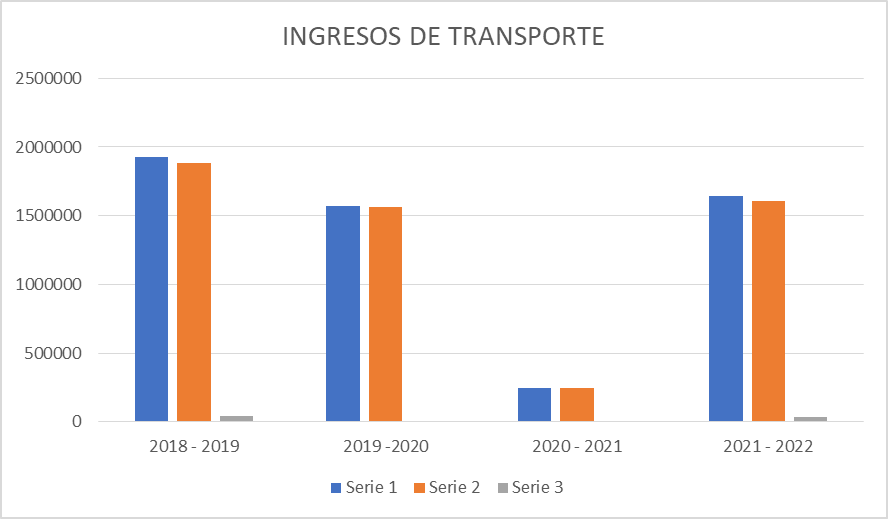 INGRESOS DE TRANSPORTE
2500000
2000000
1500000
1000000
500000
0
2018 - 2019
2019 -2020
2020 - 2021
2021 - 2022
Serie 1
Serie 2
Serie 3